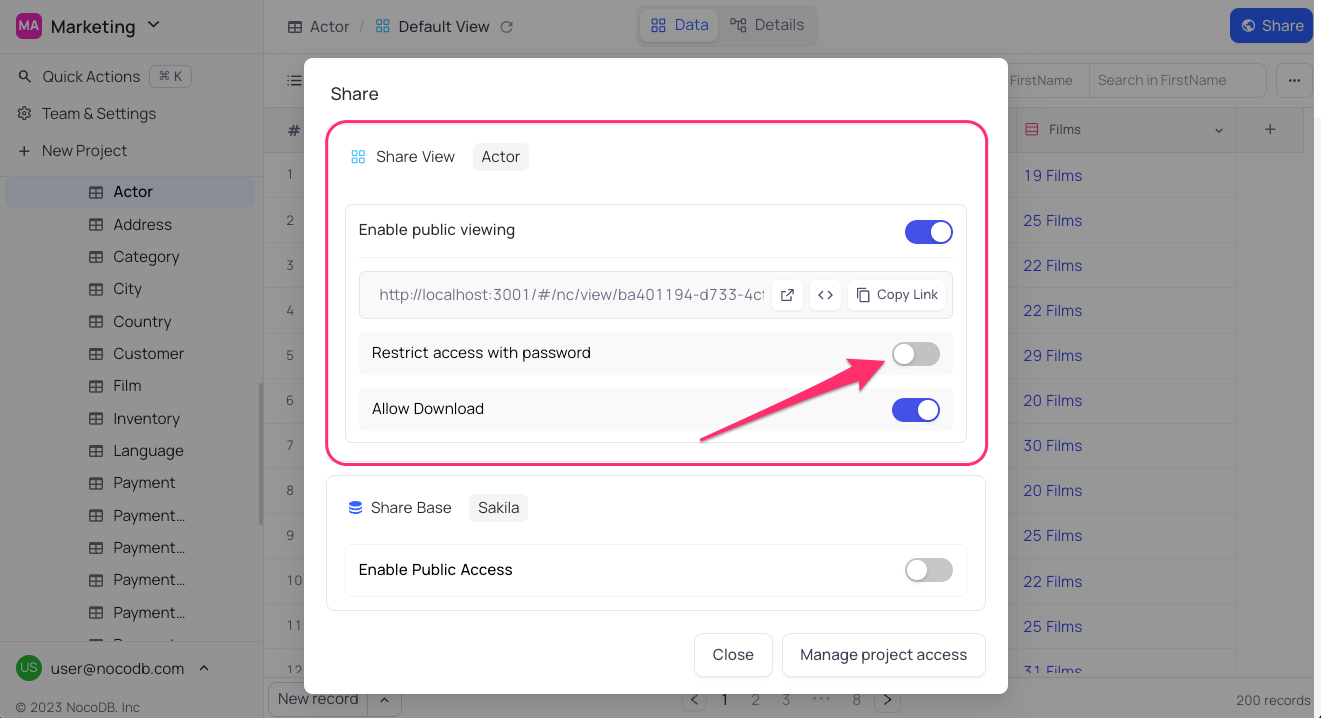 MA Marketing
Actor / Default View
Data Details
Share
Quick Actions ⌘ K
Team & Settings
New Project
Actor
Address
Category
City
Country
Customer
Film
Inventory
Language
Payment
Payment...
Payment...
Payment...
Payment...
US user@nocodb.com
© 2023 NocoDB. Inc
FirstName Search in FirstName
# Films
1 19 Films
2 25 Films
3 22 Films
4 22 Films
5 29 Films
6 20 Films
7 30 Films
8 20 Films
9 25 Films
10 22 Films
11 25 Films
12 31 Films
New record
1 2 3 ••• 8
200 records
Share
Share View Actor
Enable public viewing
http://localhost:3001/#/nc/view/ba401194-d733-4cf
Copy Link
Restrict access with password
Allow Download
Share Base Sakila
Enable Public Access
Close Manage project access